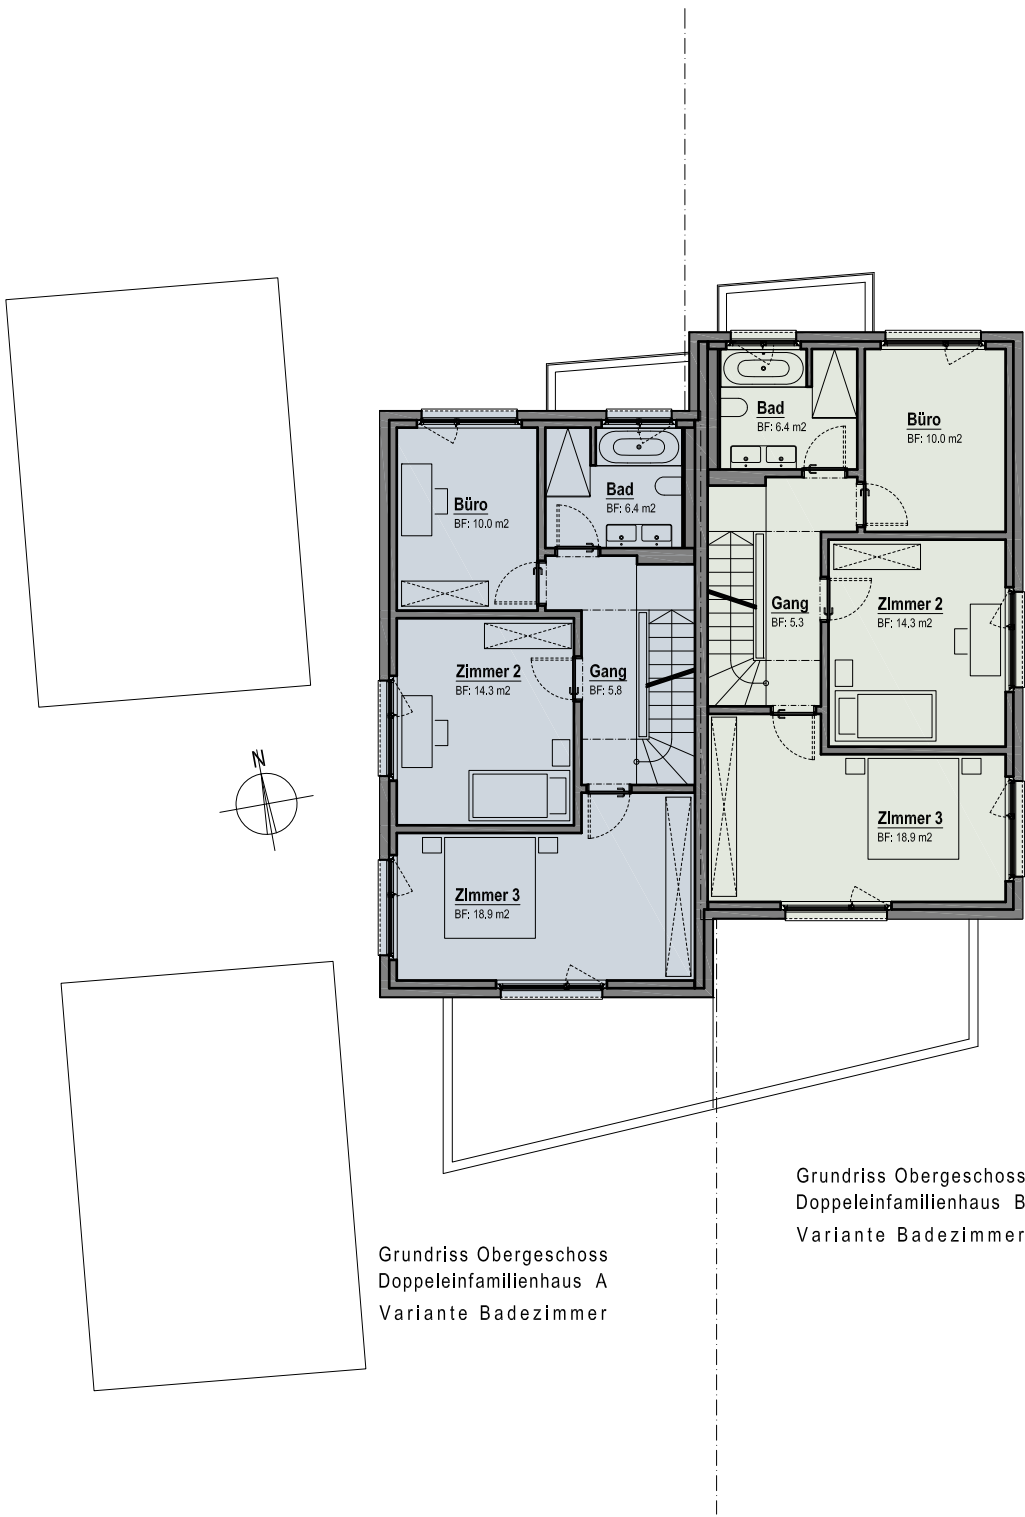 Bad
BF: 6.4 m2
Büro
BF: 10.0 m2
Büro
BF: 10.0 m2
Bad
BF: 6.4 m2
Gang
BF: 5.3
Zimmer 2
BF: 14.3 m2
Zimmer 2
BF: 14.3 m2
Gang
BF: 5.8
N
Zimmer 3
BF: 18.9 m2
Zimmer 3
BF: 18.9 m2
Grundriss Obergeschoss
Doppeleinfamilienhaus B
Variante Badezimmer
Grundriss Obergeschoss
Doppeleinfamilienhaus A
Variante Badezimmer